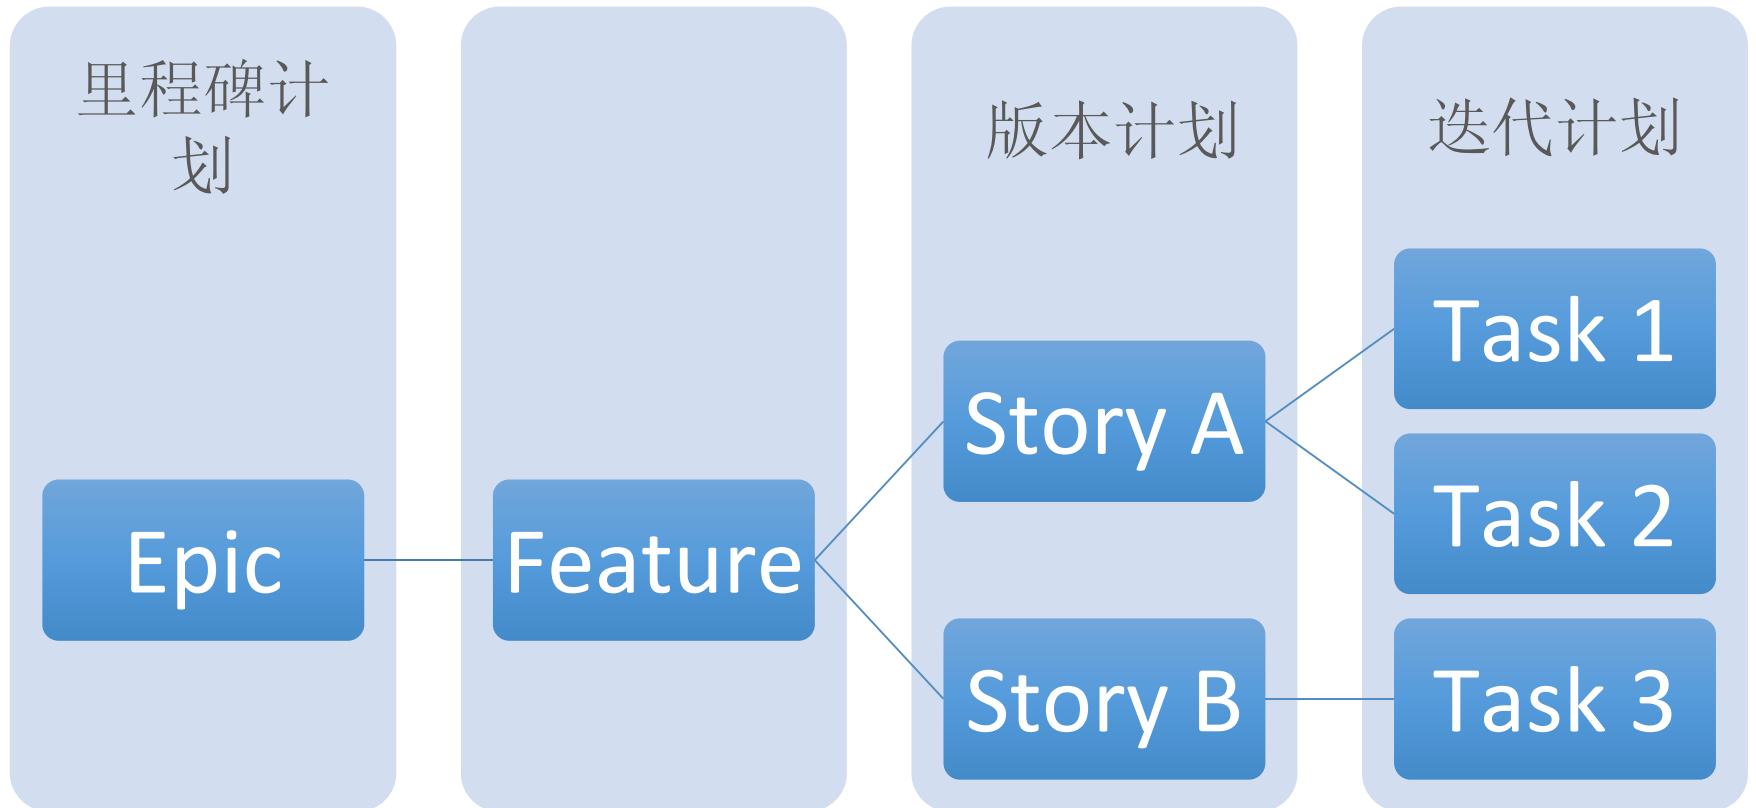 里程碑计
划
版本计划
迭代计划
Epic
Feature
Story A
Story B
Task 1
Task 2
Task 3